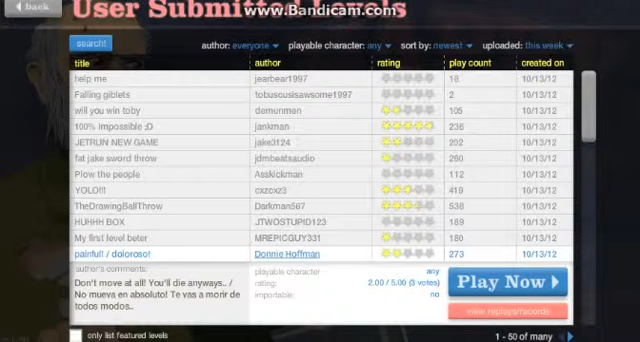 back
User Submitted Levels
www.Bandicam.com
search!
author: everyone playable character: any sort by: newest uploaded: this week
title author rating play count created on
help me jearbear1997 18 10/13/12
Falling giblets tobuscusisawsome1997 2 10/13/12
will you win toby demunmen 105 10/13/12
100% impossible ;D jankman 236 10/13/12
JETRUN NEW GAME jake3124 202 10/13/12
fat jake sword throw jdmbeatsaudio 260 10/13/12
Plow the people Asskickman 112 10/13/12
YOLO!!! cxzcxz3 419 10/13/12
TheDrawingBallThrow Darkman567 538 10/13/12
HUHHH BOX JTWOSTUPID123 189 10/13/12
My first level beter MREPICGUY331 180 10/13/12
painful! / doloroso! Donnie Hoffman 273 10/13/12
author's comments:
Don't move at all! You'll die anyways.. /
No mueva en absoluto! Te vas a morir de
todos modos..
playable character any
rating: 2.00 / 5.00 (3 votes)
importable: no
Play Now
view replays/records
only list featured levels
1 - 50 of many